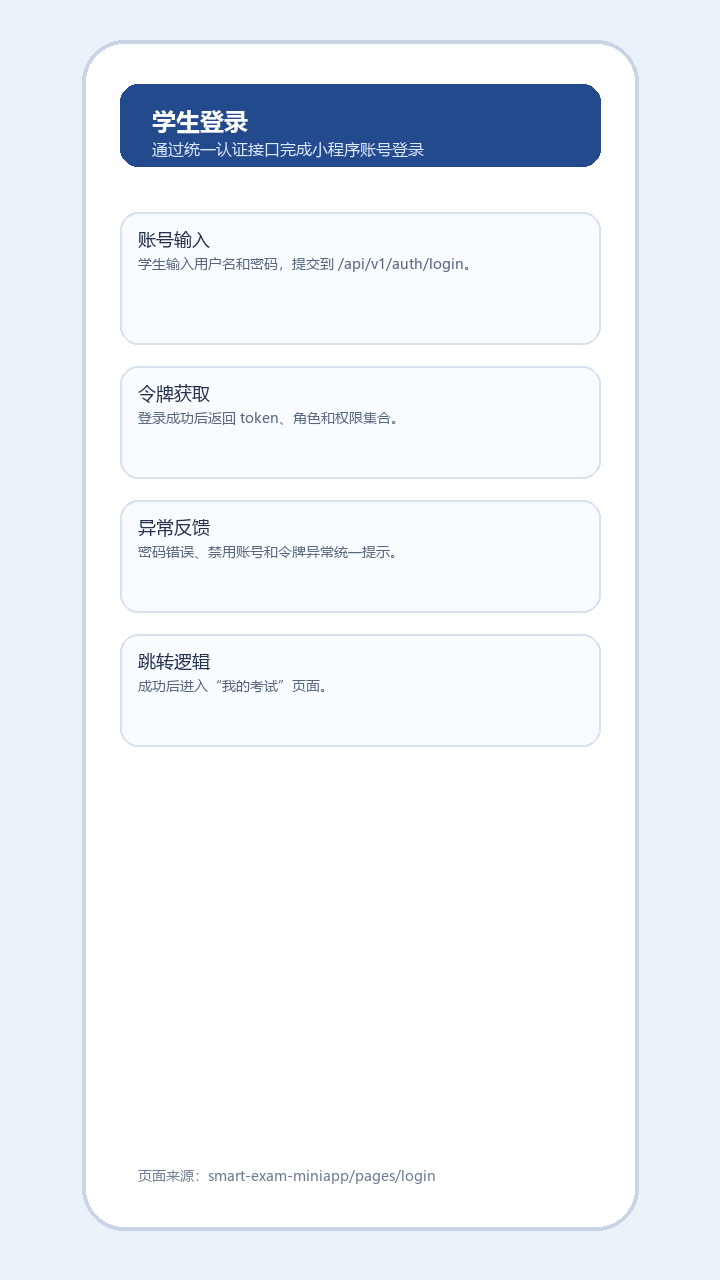 学生登录
通过统一认证接口完成小程序账号登录
账号输入
学生输入用户名和密码，提交到 /api/v1/auth/login。
令牌获取
登录成功后返回 token、角色和权限集合。
异常反馈
密码错误、禁用账号和令牌异常统一提示。
跳转逻辑
成功后进入“我的考试”页面。
页面来源：smart-exam-miniapp/pages/login